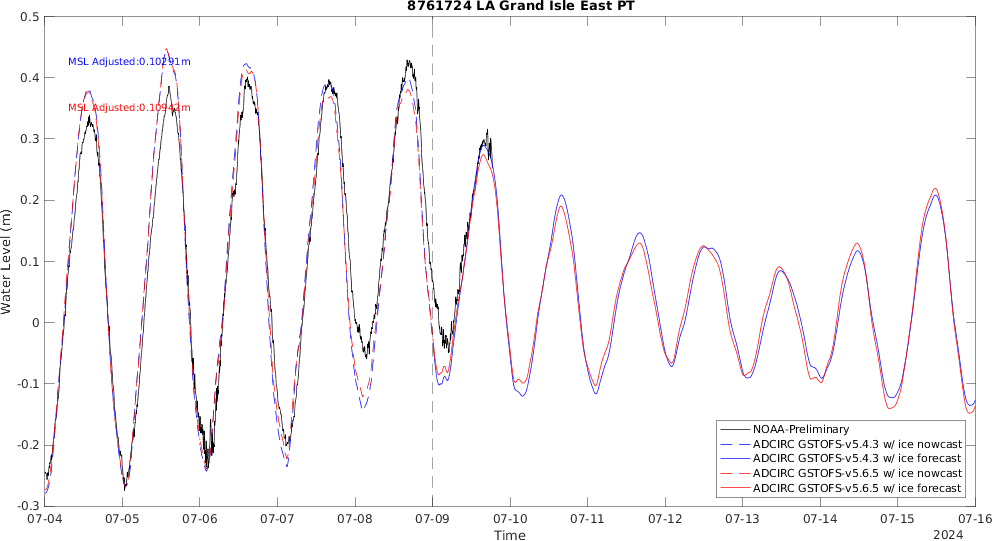 8761724 LA Grand Isle East PT
0.5
0.4
0.3
0.2
0.1
0
-0.1
-0.2
-0.3
Water Level (m)
MSL Adjusted:0.10291m
MSL Adjusted:0.10942m
NOAA-Preliminary
ADCIRC GSTOFS-v5.4.3 w/ ice nowcast
ADCIRC GSTOFS-v5.4.3 w/ ice forecast
ADCIRC GSTOFS-v5.6.5 w/ ice nowcast
ADCIRC GSTOFS-v5.6.5 w/ ice forecast
07-04 07-05 07-06 07-07 07-08 07-09 07-10 07-11 07-12 07-13 07-14 07-15 07-16
Time
2024